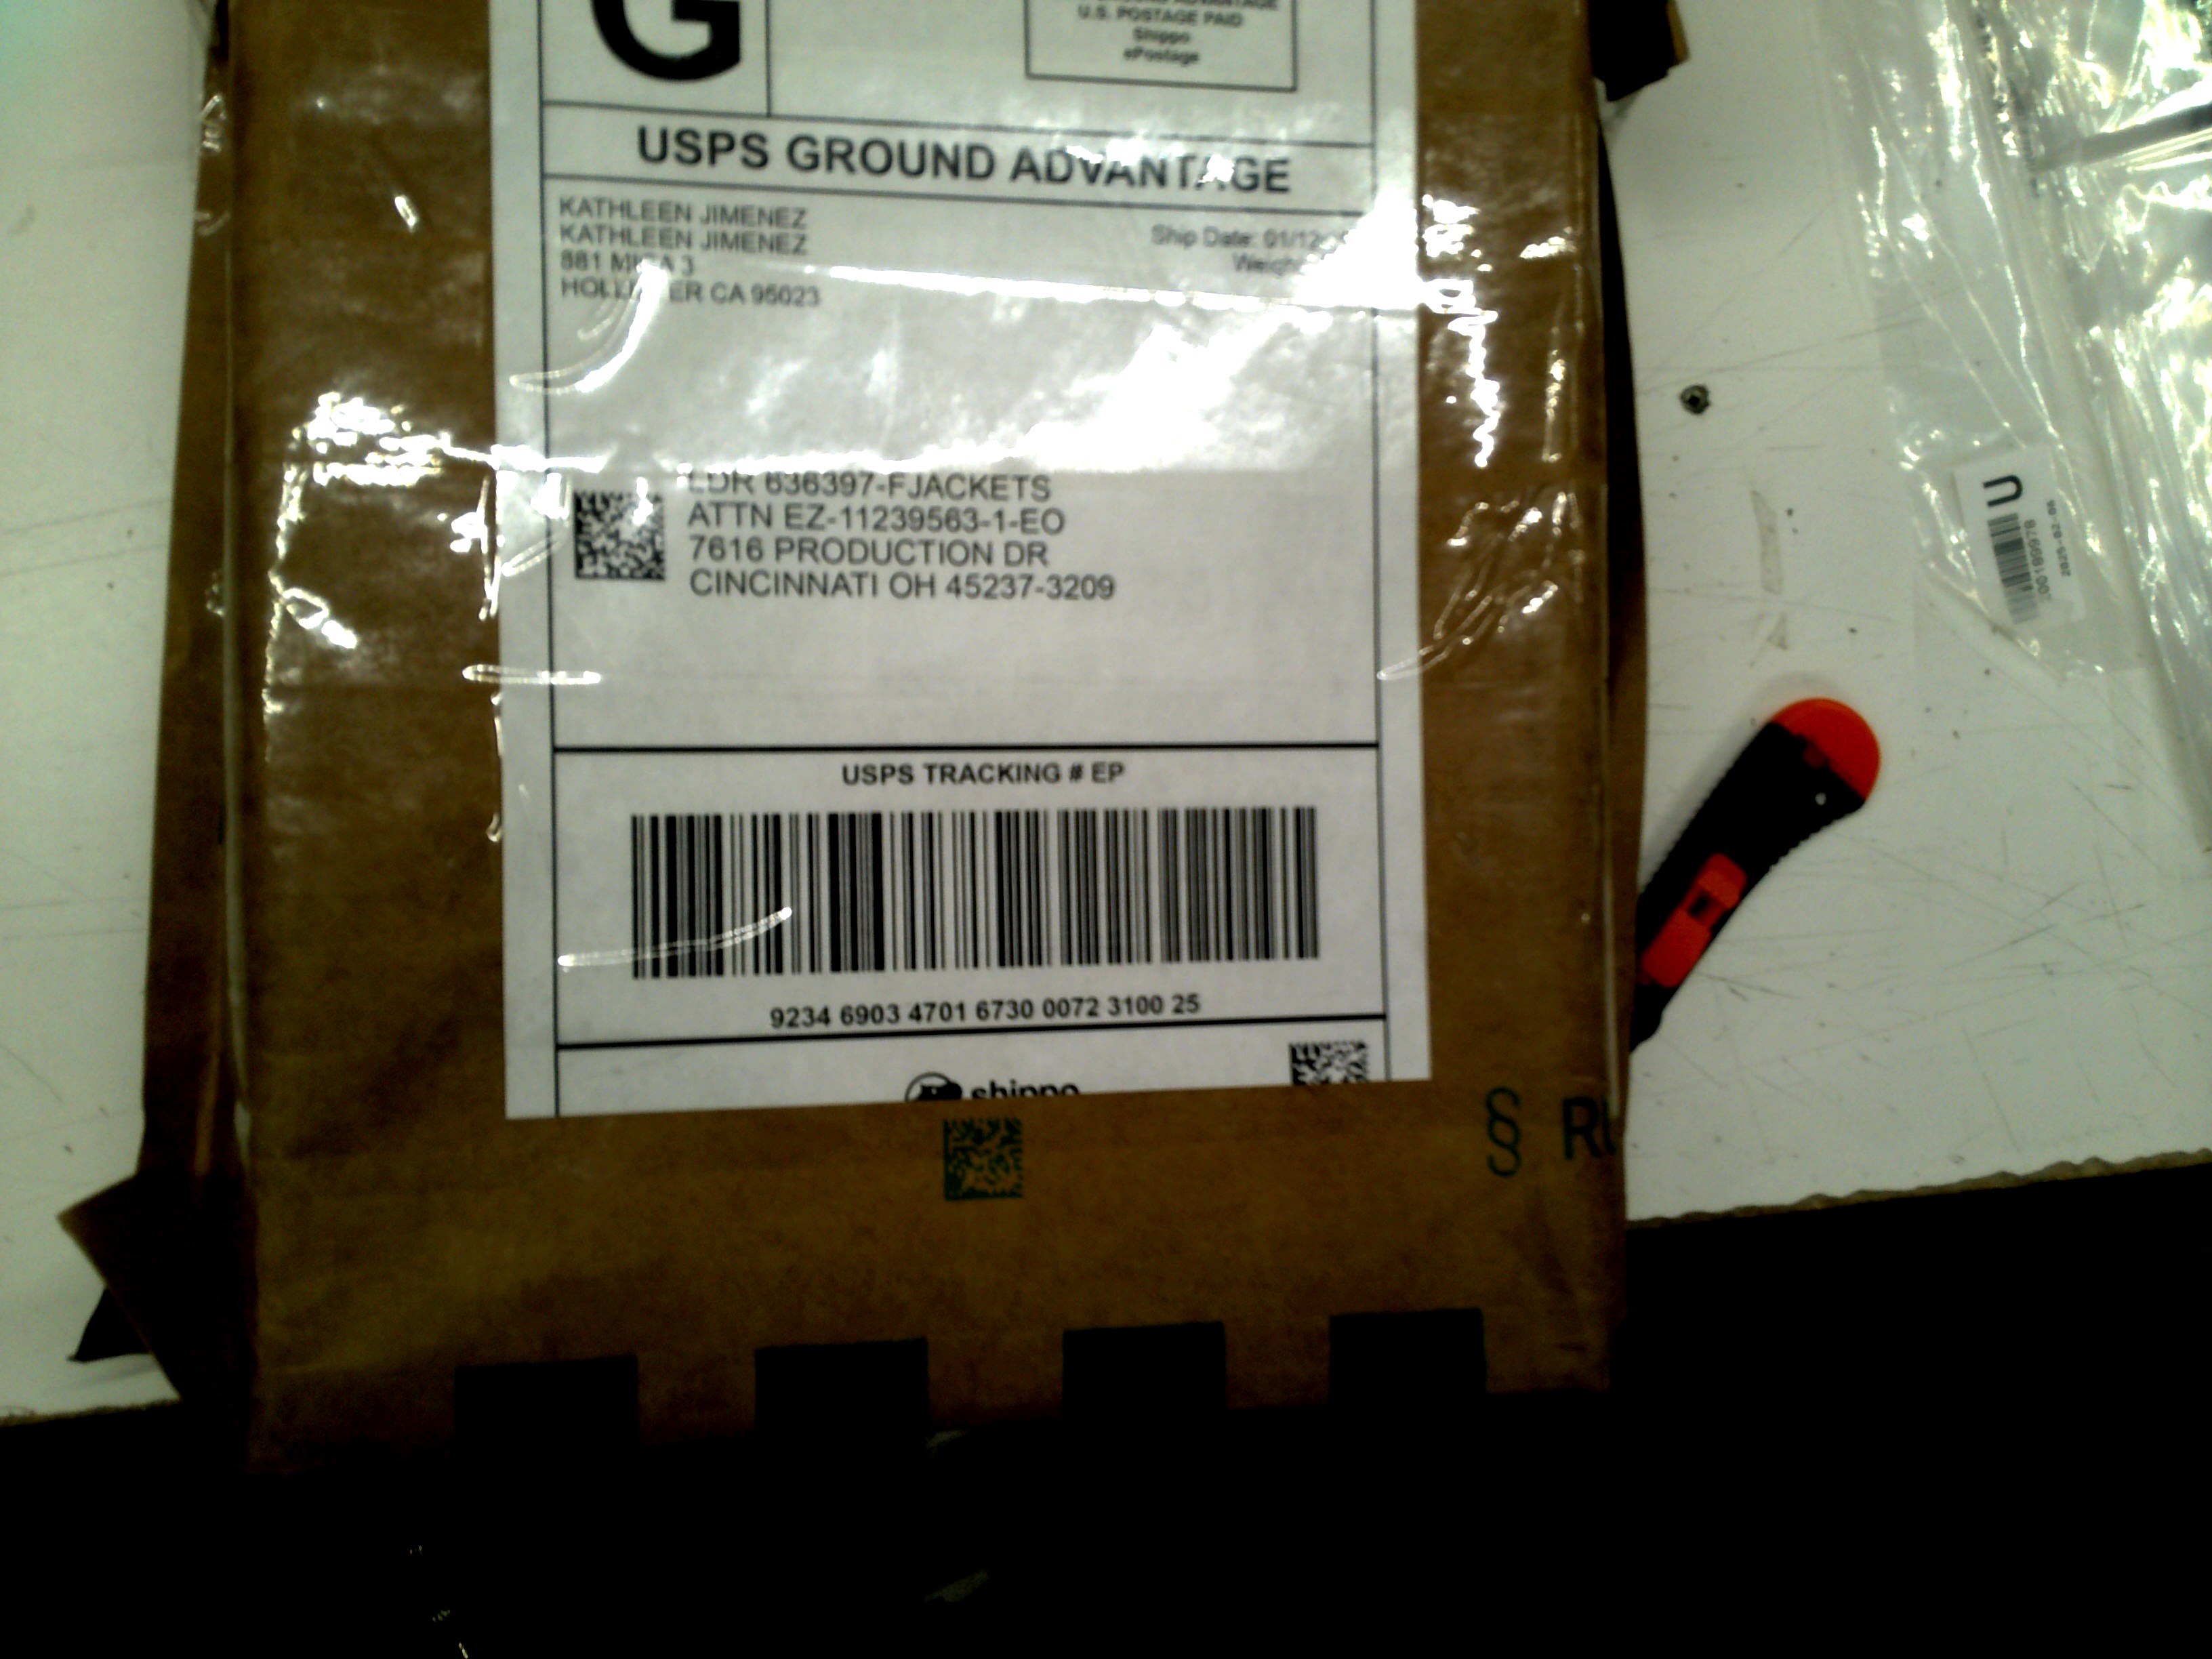 G
U.S. POSTAGE PAID
Shippo
ePostage
USPS GROUND ADVANTAGE
KATHLEEN JIMENEZ
KATHLEEN JIMENEZ
881 3
CA 95023
Ship Date:
LDR 636397-FJACKETS
ATTN EZ-11239563-1-EO
7616 PRODUCTION DR
CINCINNATI OH 45237-3209
USPS TRACKING # EP
9234 6903 4701 6730 0072 3100 25
shippo
U